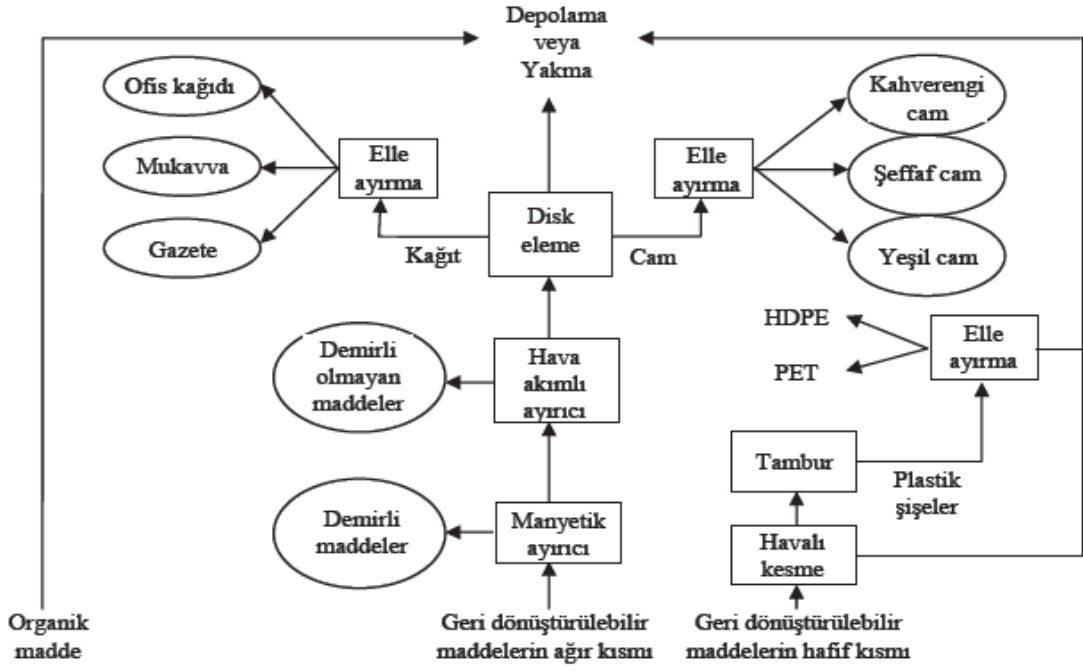 Depolama
veya
Yakma
Ofis kağıdı
Mukavva
Gazete
Elle
ayırma
Kağıt
Disk
eleme
Cam
Elle
ayırma
Kahverengi
cam
Şeffaf cam
Yeşil cam
HDPE
PET
Elle
ayırma
Demirli
olmayan
maddeler
Hava
akımlı
ayırıcı
Tambur
Plastik
şişeler
Demirli
maddeler
Manyetik
ayırıcı
Havalı
kesme
Organik
madde
Geri dönüştürülebilir
maddelerin ağır kısmı
Geri dönüştürülebilir
maddelerin hafif kısmı